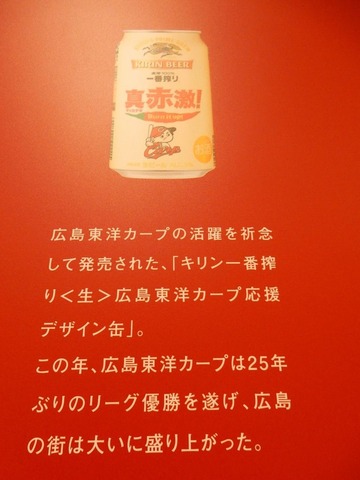 KIRIN BEER
一番搾り
真赤激!
広島東洋カープの活躍を祈念
して発売された、「キリン一番搾
り<生>広島東洋カープ応援
デザイン缶」。
この年、広島東洋カープは25年
ぶりのリーグ優勝を遂げ、広島
の街は大いに盛り上がった。